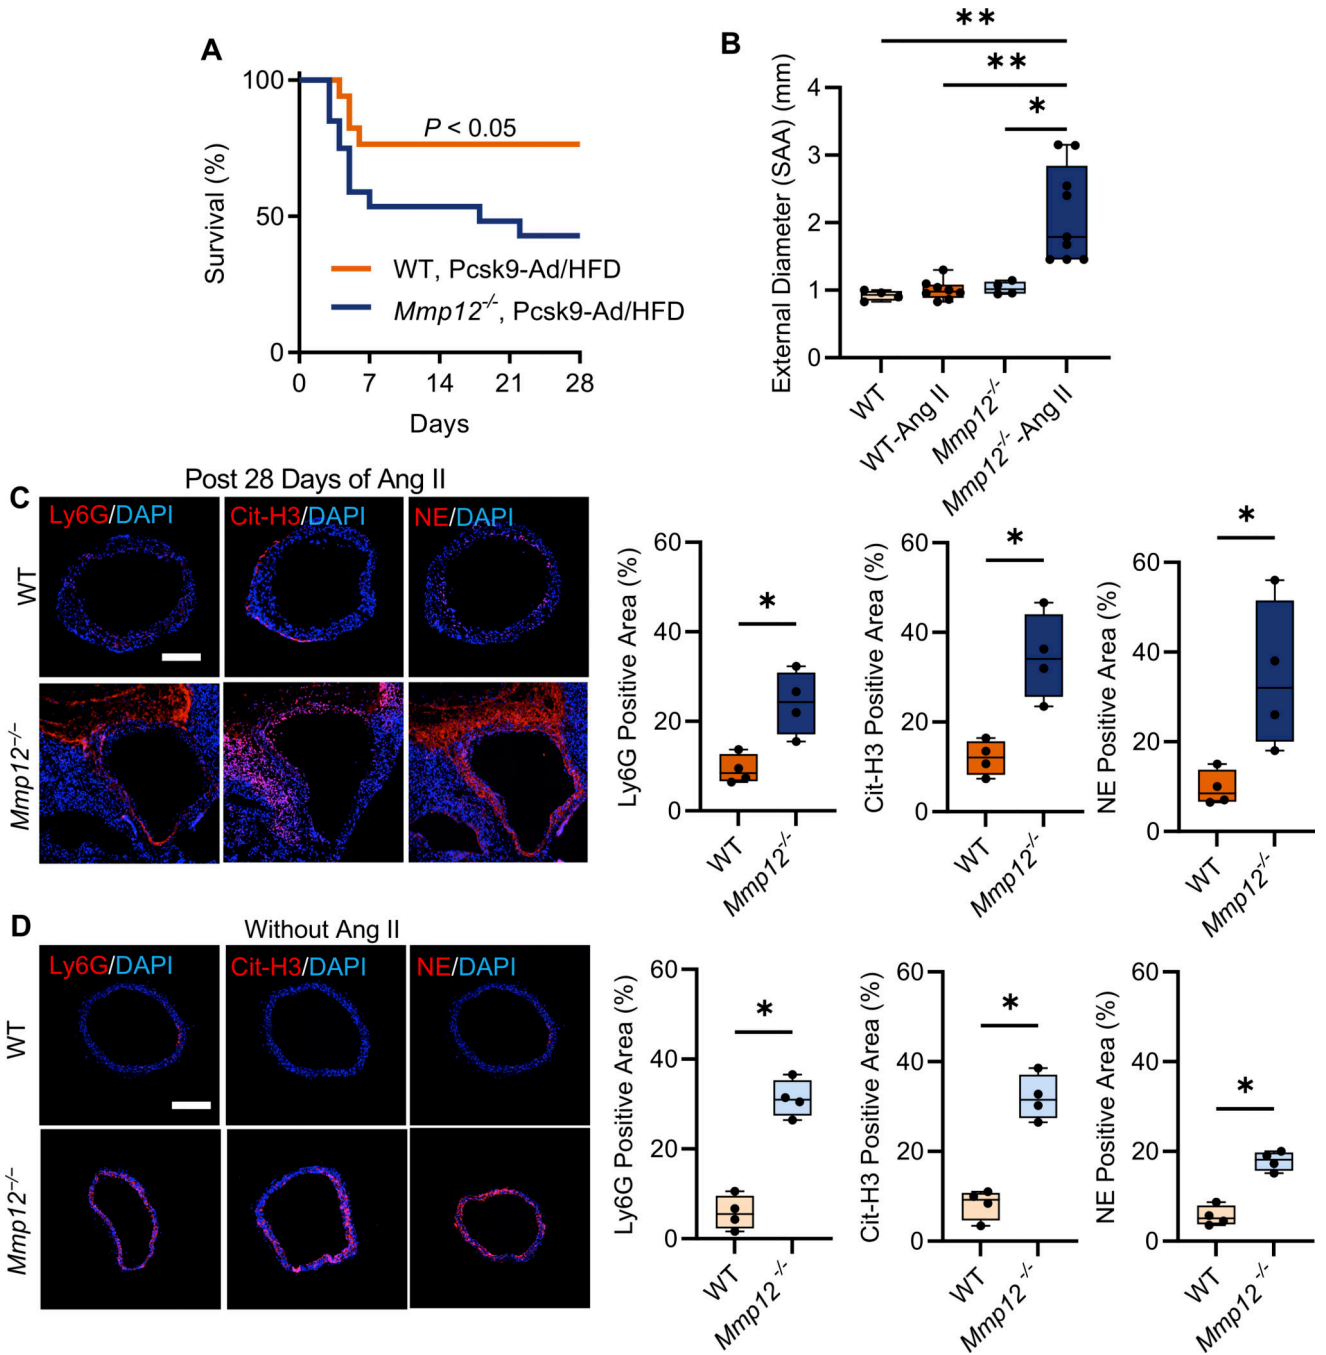 A
100
50
0
Survival (%)
P < 0.05
WT, Pcsk9-Ad/HFD
Mmp12⁻/⁻, Pcsk9-Ad/HFD
0 7 14 21 28
Days
B
** 
**
*
External Diameter (SAA) (mm)
4
3
2
1
0
WT
WT-Ang II
Mmp12⁻/⁻
Mmp12⁻/⁻-Ang II
C
Post 28 Days of Ang II
Ly6G/DAPI Cit-H3/DAPI NE/DAPI
WT
Mmp12⁻/⁻
Ly6G Positive Area (%)
60
40
20
0
*
WT
Mmp12⁻/⁻
Cit-H3 Positive Area (%)
60
40
20
0
*
WT
Mmp12⁻/⁻
NE Positive Area (%)
60
40
20
0
*
WT
Mmp12⁻/⁻
D
Without Ang II
Ly6G/DAPI Cit-H3/DAPI NE/DAPI
WT
Mmp12⁻/⁻
Ly6G Positive Area (%)
60
40
20
0
*
WT
Mmp12⁻/⁻
Cit-H3 Positive Area (%)
60
40
20
0
*
WT
Mmp12⁻/⁻
NE Positive Area (%)
60
40
20
0
*
WT
Mmp12⁻/⁻